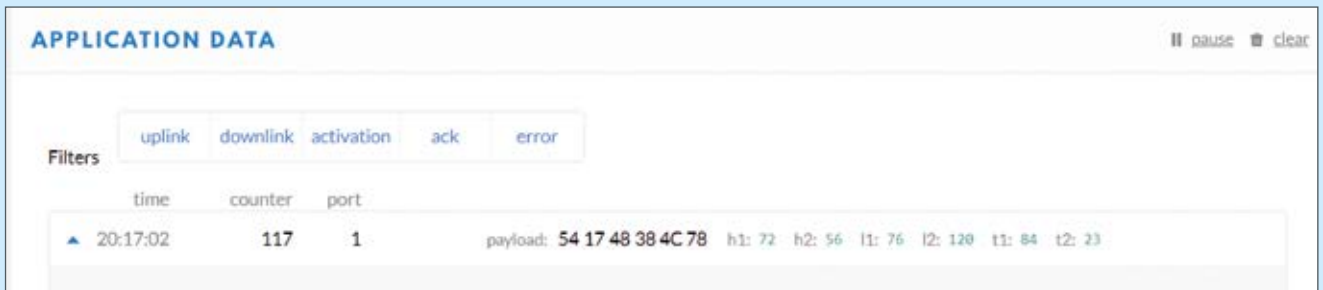 APPLICATION DATA
pause clear
uplink downlink activation ack error
Filters
time counter port
20:17:02 117 1 payload: 54 17 48 38 4C 78 h1: 72 h2: 56 l1: 76 l2: 120 t1: 84 t2: 23